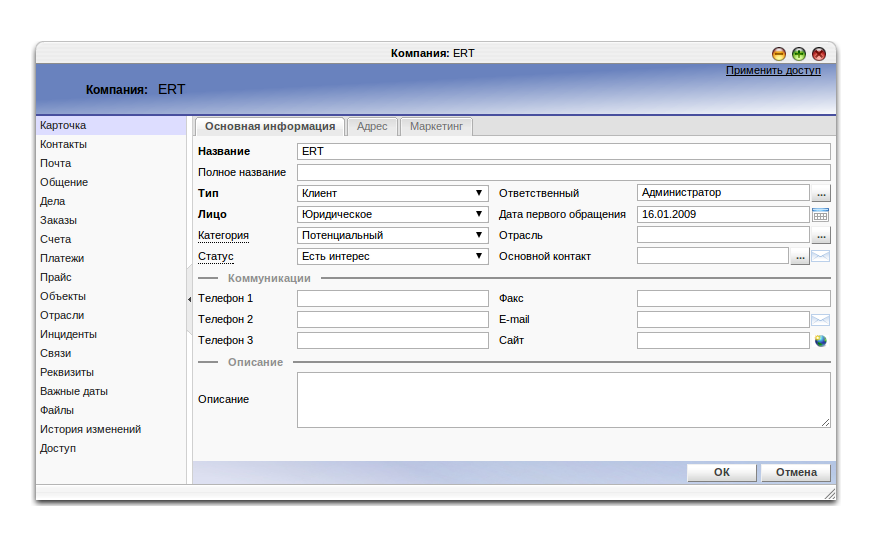 Компания: ERT
Применить доступ
Компания: ERT
Карточка
Контакты
Почта
Общение
Дела
Заказы
Счета
Платежи
Прайс
Объекты
Отрасли
Инциденты
Связи
Реквизиты
Важные даты
Файлы
История изменений
Доступ
Основная информация Адрес Маркетинг
Название ERT
Полное название
Тип Клиент Ответственный Администратор ...
Лицо Юридическое Дата первого обращения 16.01.2009
Категория Потенциальный Отрасль ...
Статус Есть интерес Основной контакт ...
Коммуникации
Телефон 1 Факс
Телефон 2 E-mail
Телефон 3 Сайт
Описание
Описание
ОК Отмена